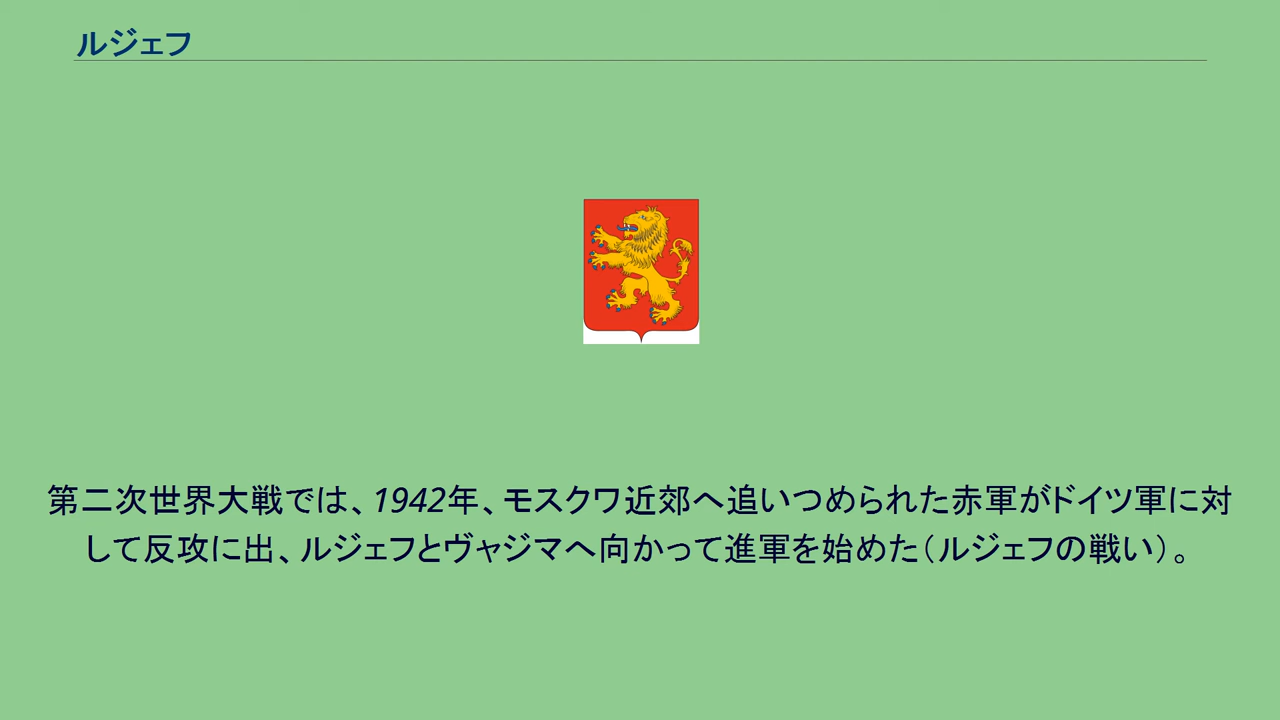 ルジェフ
第二次世界大戦では、1942年、モスクワ近郊へ追いつめられた赤軍がドイツ軍に対
して反攻に出、ルジェフとヴャジマへ向かって進軍を始めた（ルジェフの戦い）。